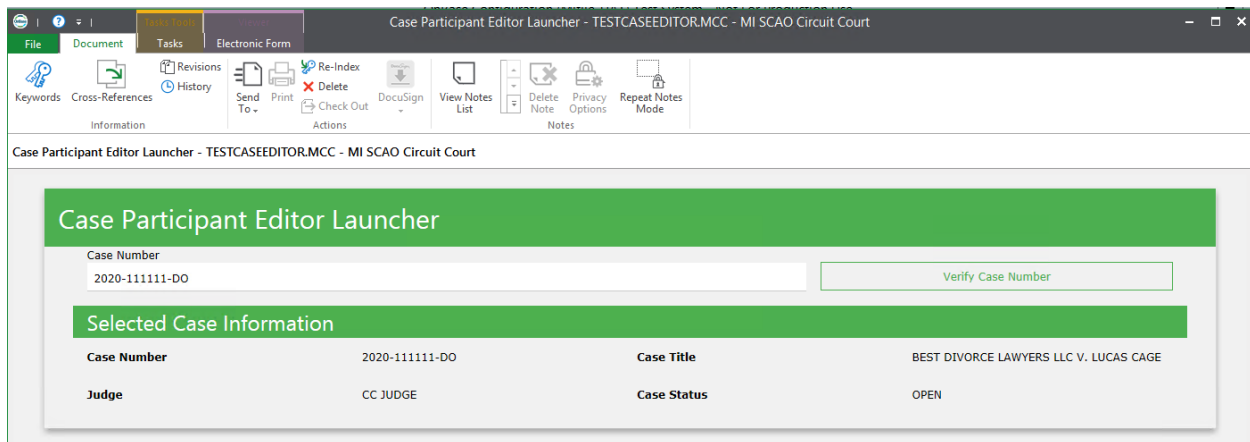 Case Participant Editor Launcher - TESTCASEEDITOR.MCC - MI SCAO Circuit Court
Tasks Tools
File Document Tasks Electronic Form
Keywords
Cross-References
Revisions
History
Information
Send To
Print
Re-Index
Delete
Check Out
DocuSign
Actions
View Notes List
Delete Note
Privacy Options
Repeat Notes Mode
Notes
Case Participant Editor Launcher - TESTCASEEDITOR.MCC - MI SCAO Circuit Court
Case Participant Editor Launcher
Case Number
2020-111111-DO
Verify Case Number
Selected Case Information
Case Number 2020-111111-DO Case Title BEST DIVORCE LAWYERS LLC V. LUCAS CAGE
Judge CC JUDGE Case Status OPEN